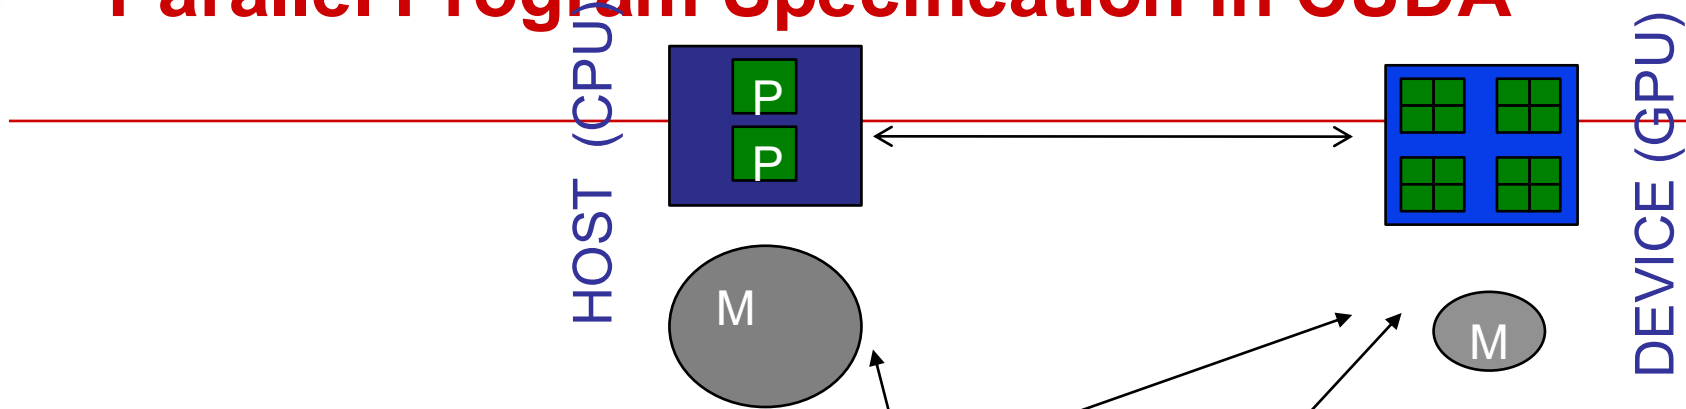 Parallel Program Specification in CUDA
HOST (CPU)
P
P
M
DEVICE (GPU)
M